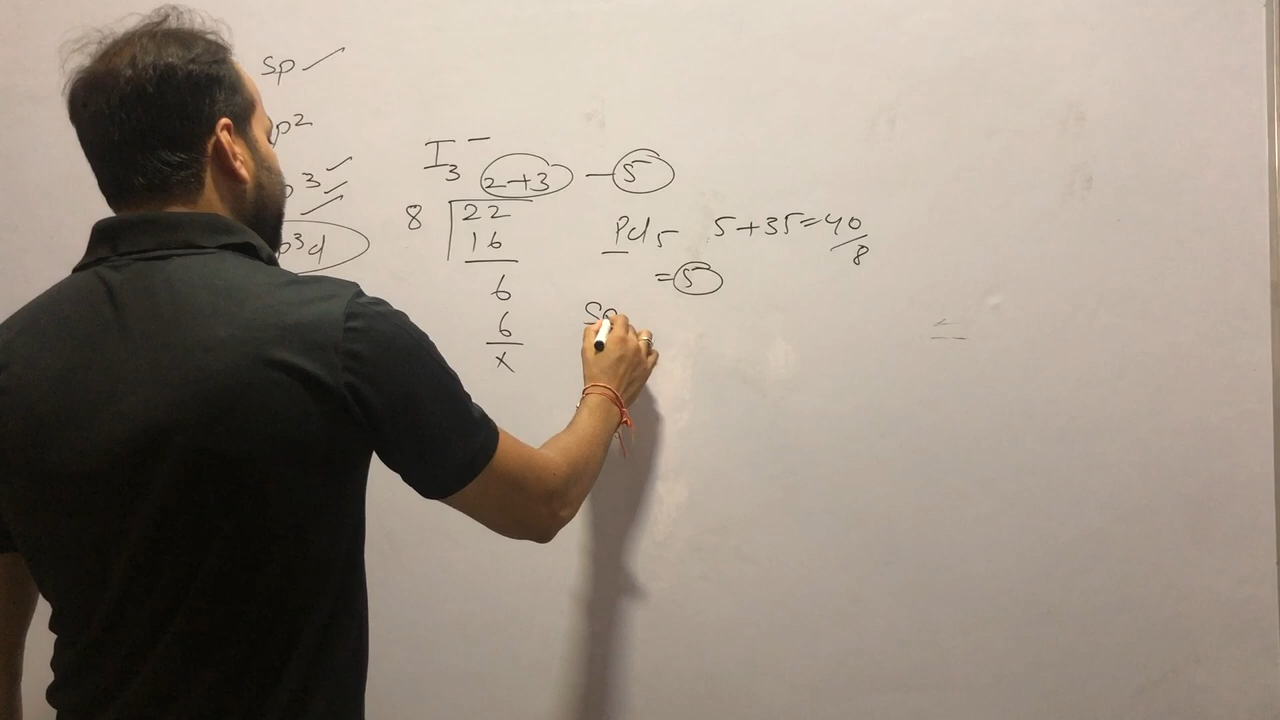 sp ✓
p²
p³ ✓✓
p³d
I₃⁻
2+3 — 5
8 22
16
6
6
x
Pcl₅ 5+35=40/8
=5
SO